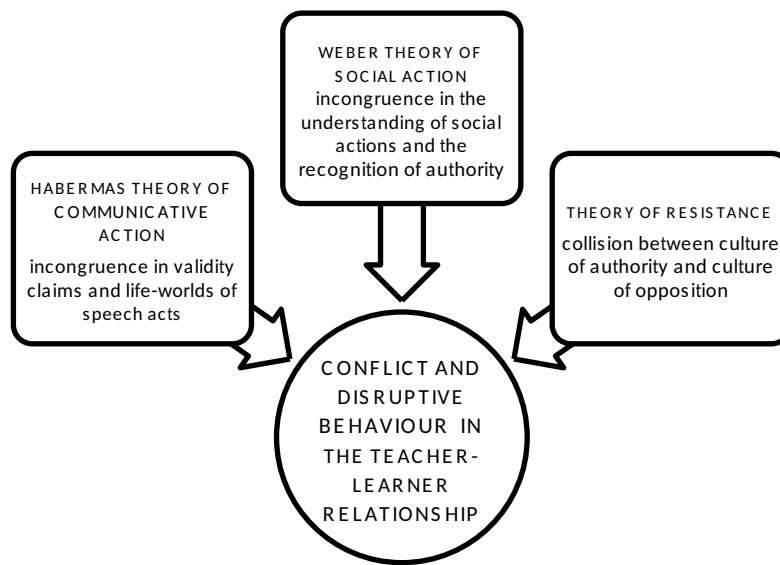 WEBER THEORY OF
SOCIAL ACTION
incongruence in the
understanding of social
actions and the
recognition of authority
HABERMAS THEORY OF
COMMUNICATIVE
ACTION
incongruence in validity
claims and life-worlds of
speech acts
THEORY OF RESISTANCE
collision between culture
of authority and culture
of opposition
CONFLICT AND
DISRUPTIVE
BEHAVIOUR IN
THE TEACHER-
LEARNER
RELATIONSHIP